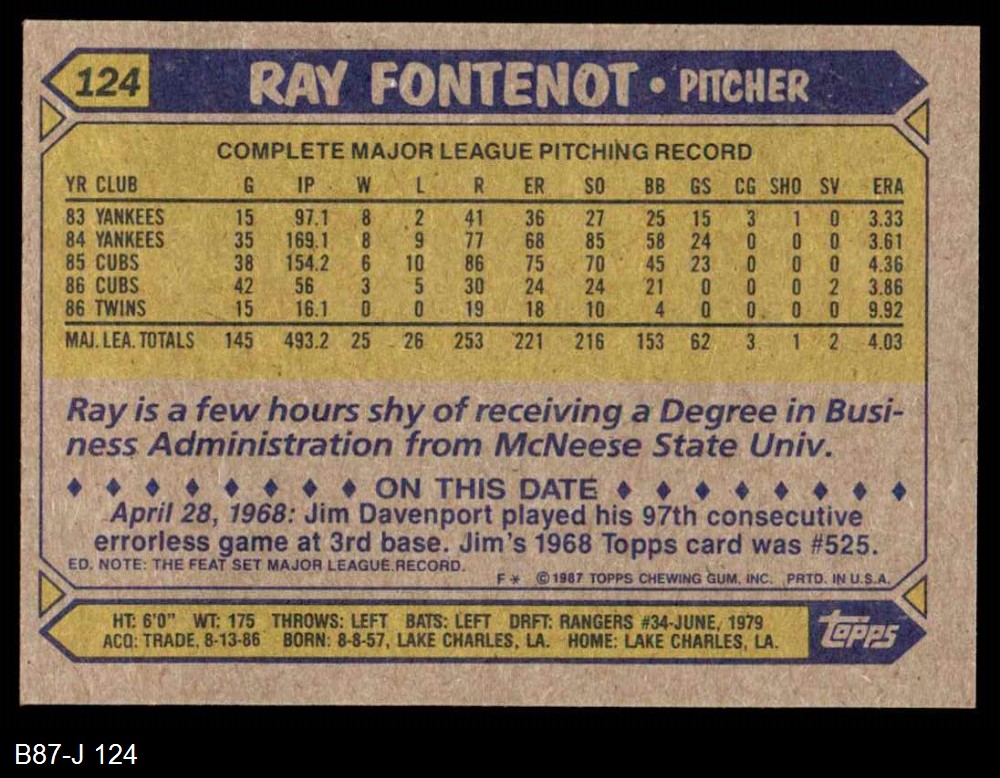 124 RAY FONTENOT • PITCHER
COMPLETE MAJOR LEAGUE PITCHING RECORD
YR CLUB G IP W L R ER SO BB GS CG SHO SV ERA
83 YANKEES 15 97.1 8 2 41 36 27 25 15 3 1 0 3.33
84 YANKEES 35 169.1 8 9 77 68 85 58 24 0 0 0 3.61
85 CUBS 38 154.2 6 10 86 75 70 45 23 0 0 0 4.36
86 CUBS 42 56 3 5 30 24 24 21 0 0 0 2 3.86
86 TWINS 15 16.1 0 0 19 18 10 4 0 0 0 0 9.92
MAJ. LEA. TOTALS 145 493.2 25 26 253 221 216 153 62 3 1 2 4.03
Ray is a few hours shy of receiving a Degree in Busi-
ness Administration from McNeese State Univ.
ON THIS DATE
April 28, 1968: Jim Davenport played his 97th consecutive
errorless game at 3rd base. Jim's 1968 Topps card was #525.
ED. NOTE: THE FEAT SET MAJOR LEAGUE RECORD.
F* ©1987 TOPPS CHEWING GUM, INC. PRTD. IN U.S.A.
HT: 6'0" WT: 175 THROWS: LEFT BATS: LEFT DRFT: RANGERS #34-JUNE, 1979
ACQ: TRADE, 8-13-86 BORN: 8-8-57, LAKE CHARLES, LA. HOME: LAKE CHARLES, LA.
topps
B87-J 124